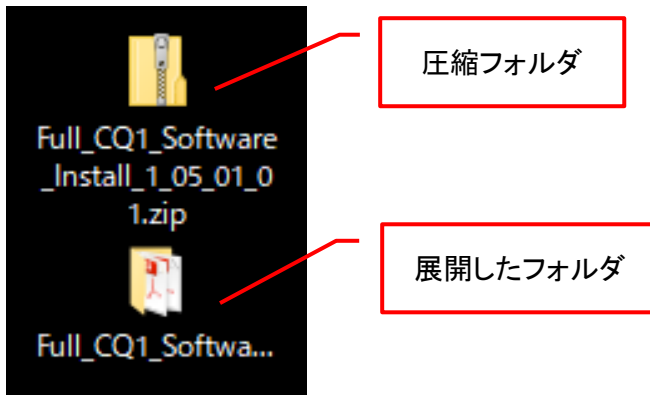 圧縮フォルダ
Full_CQ1_Software
_Install_1_05_01_0
1.zip
展開したフォルダ
Full_CQ1_Softwa...